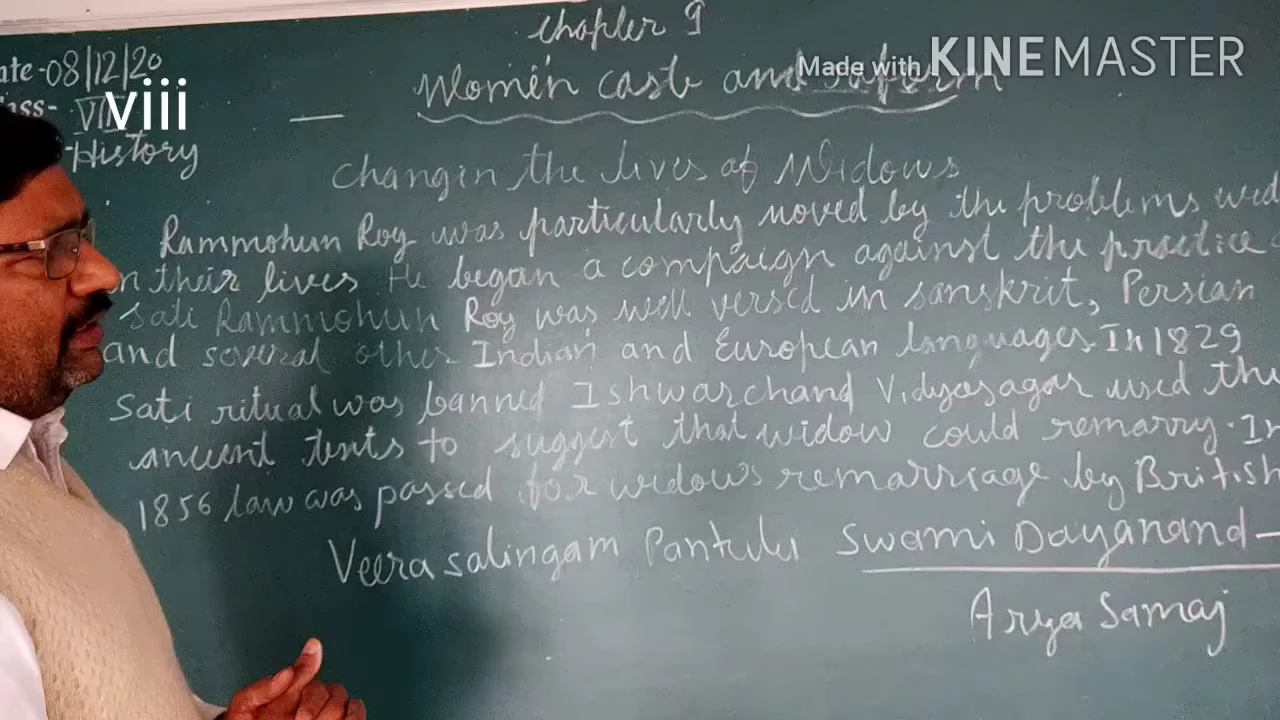 Chapter 9
Date - 08/12/20
Women caste and reform
Made with KINEMASTER
Class - VIII
viii
- History
Changin the lives of Widows
Rammohun Roy was particularly moved by the problems wid
in their lives. He began a compaign against the practice
Sati Rammohun Roy was well versed in sanskrit, Persian
and several other Indian and European languages. In 1829
Sati ritual was banned Ishwarchand Vidyasagar used the
ancient texts to suggest that widow could remarry. In
1856 law was passed for widows remarriage by British
Veerasalingam Pantulu Swami Dayanand -
Arya Samaj